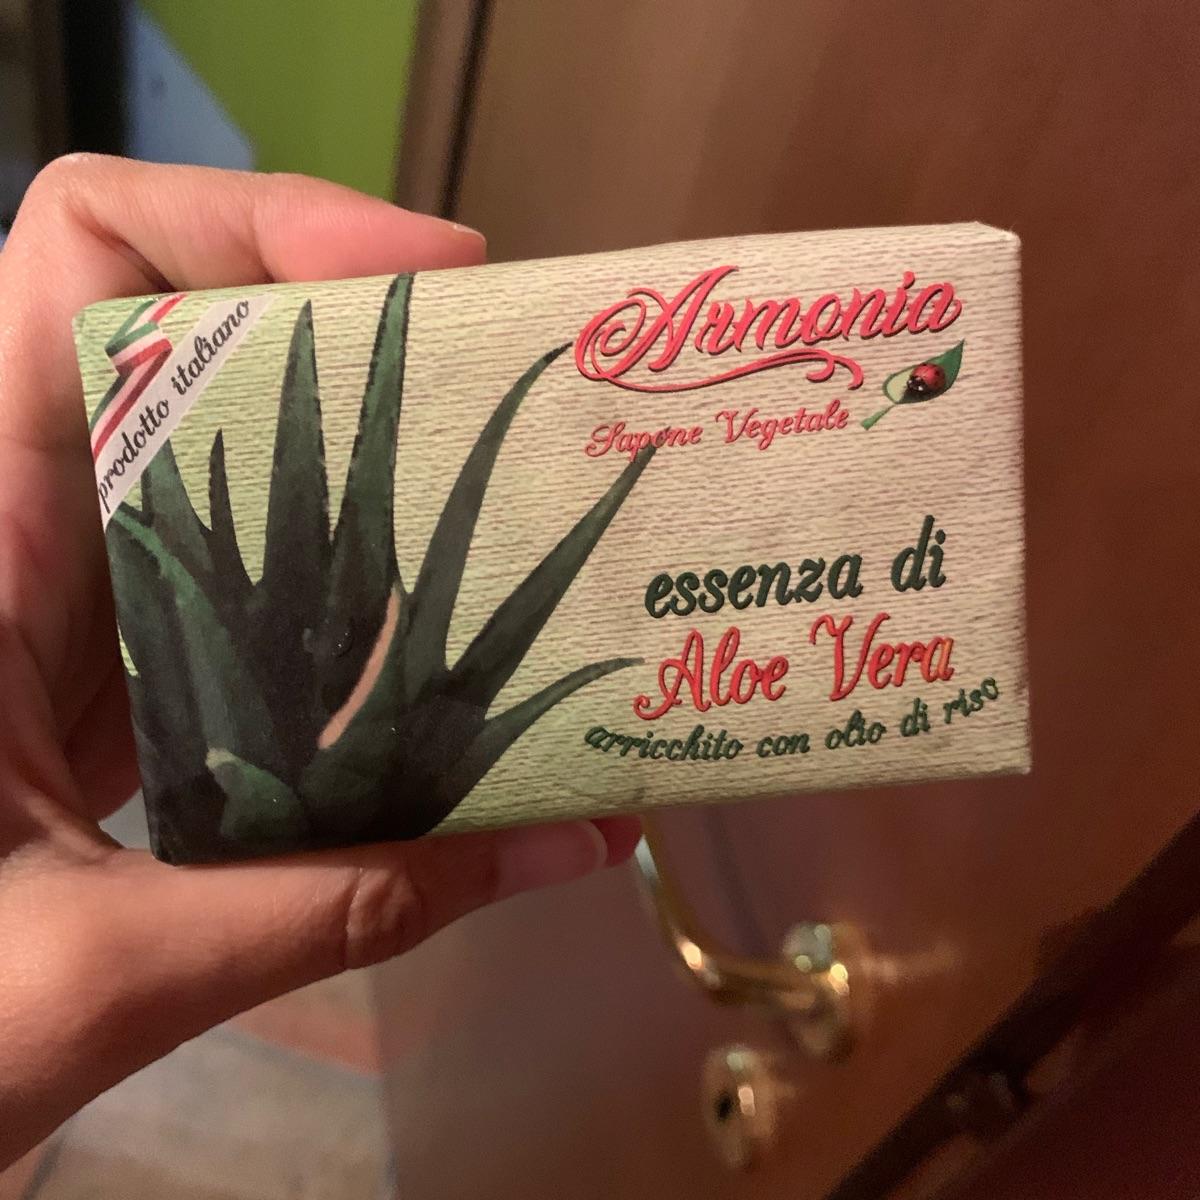 prodotto italiano
Armonia
Sapone Vegetale
essenza di
Aloe Vera
arricchito con olio di riso